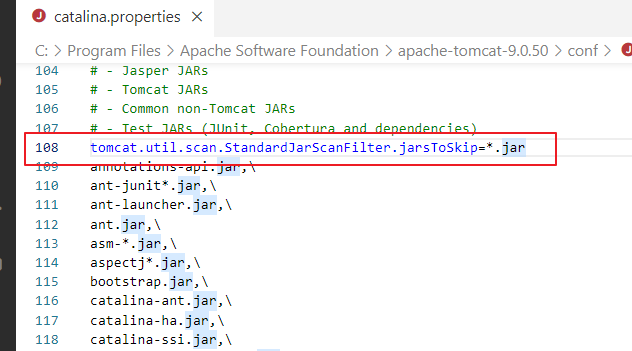 catalina.properties
C: > Program Files > Apache Software Foundation > apache-tomcat-9.0.50 > conf >
104 # - Jasper JARs
105 # - Tomcat JARs
106 # - Common non-Tomcat JARs
107 # - Test JARs (JUnit, Cobertura and dependencies)
108 tomcat.util.scan.StandardJarScanFilter.jarsToSkip=*.jar
109 annotations-api.jar,\
110 ant-junit*.jar,\
111 ant-launcher.jar,\
112 ant.jar,\
113 asm-*.jar,\
114 aspectj*.jar,\
115 bootstrap.jar,\
116 catalina-ant.jar,\
117 catalina-ha.jar,\
118 catalina-ssi.jar,\